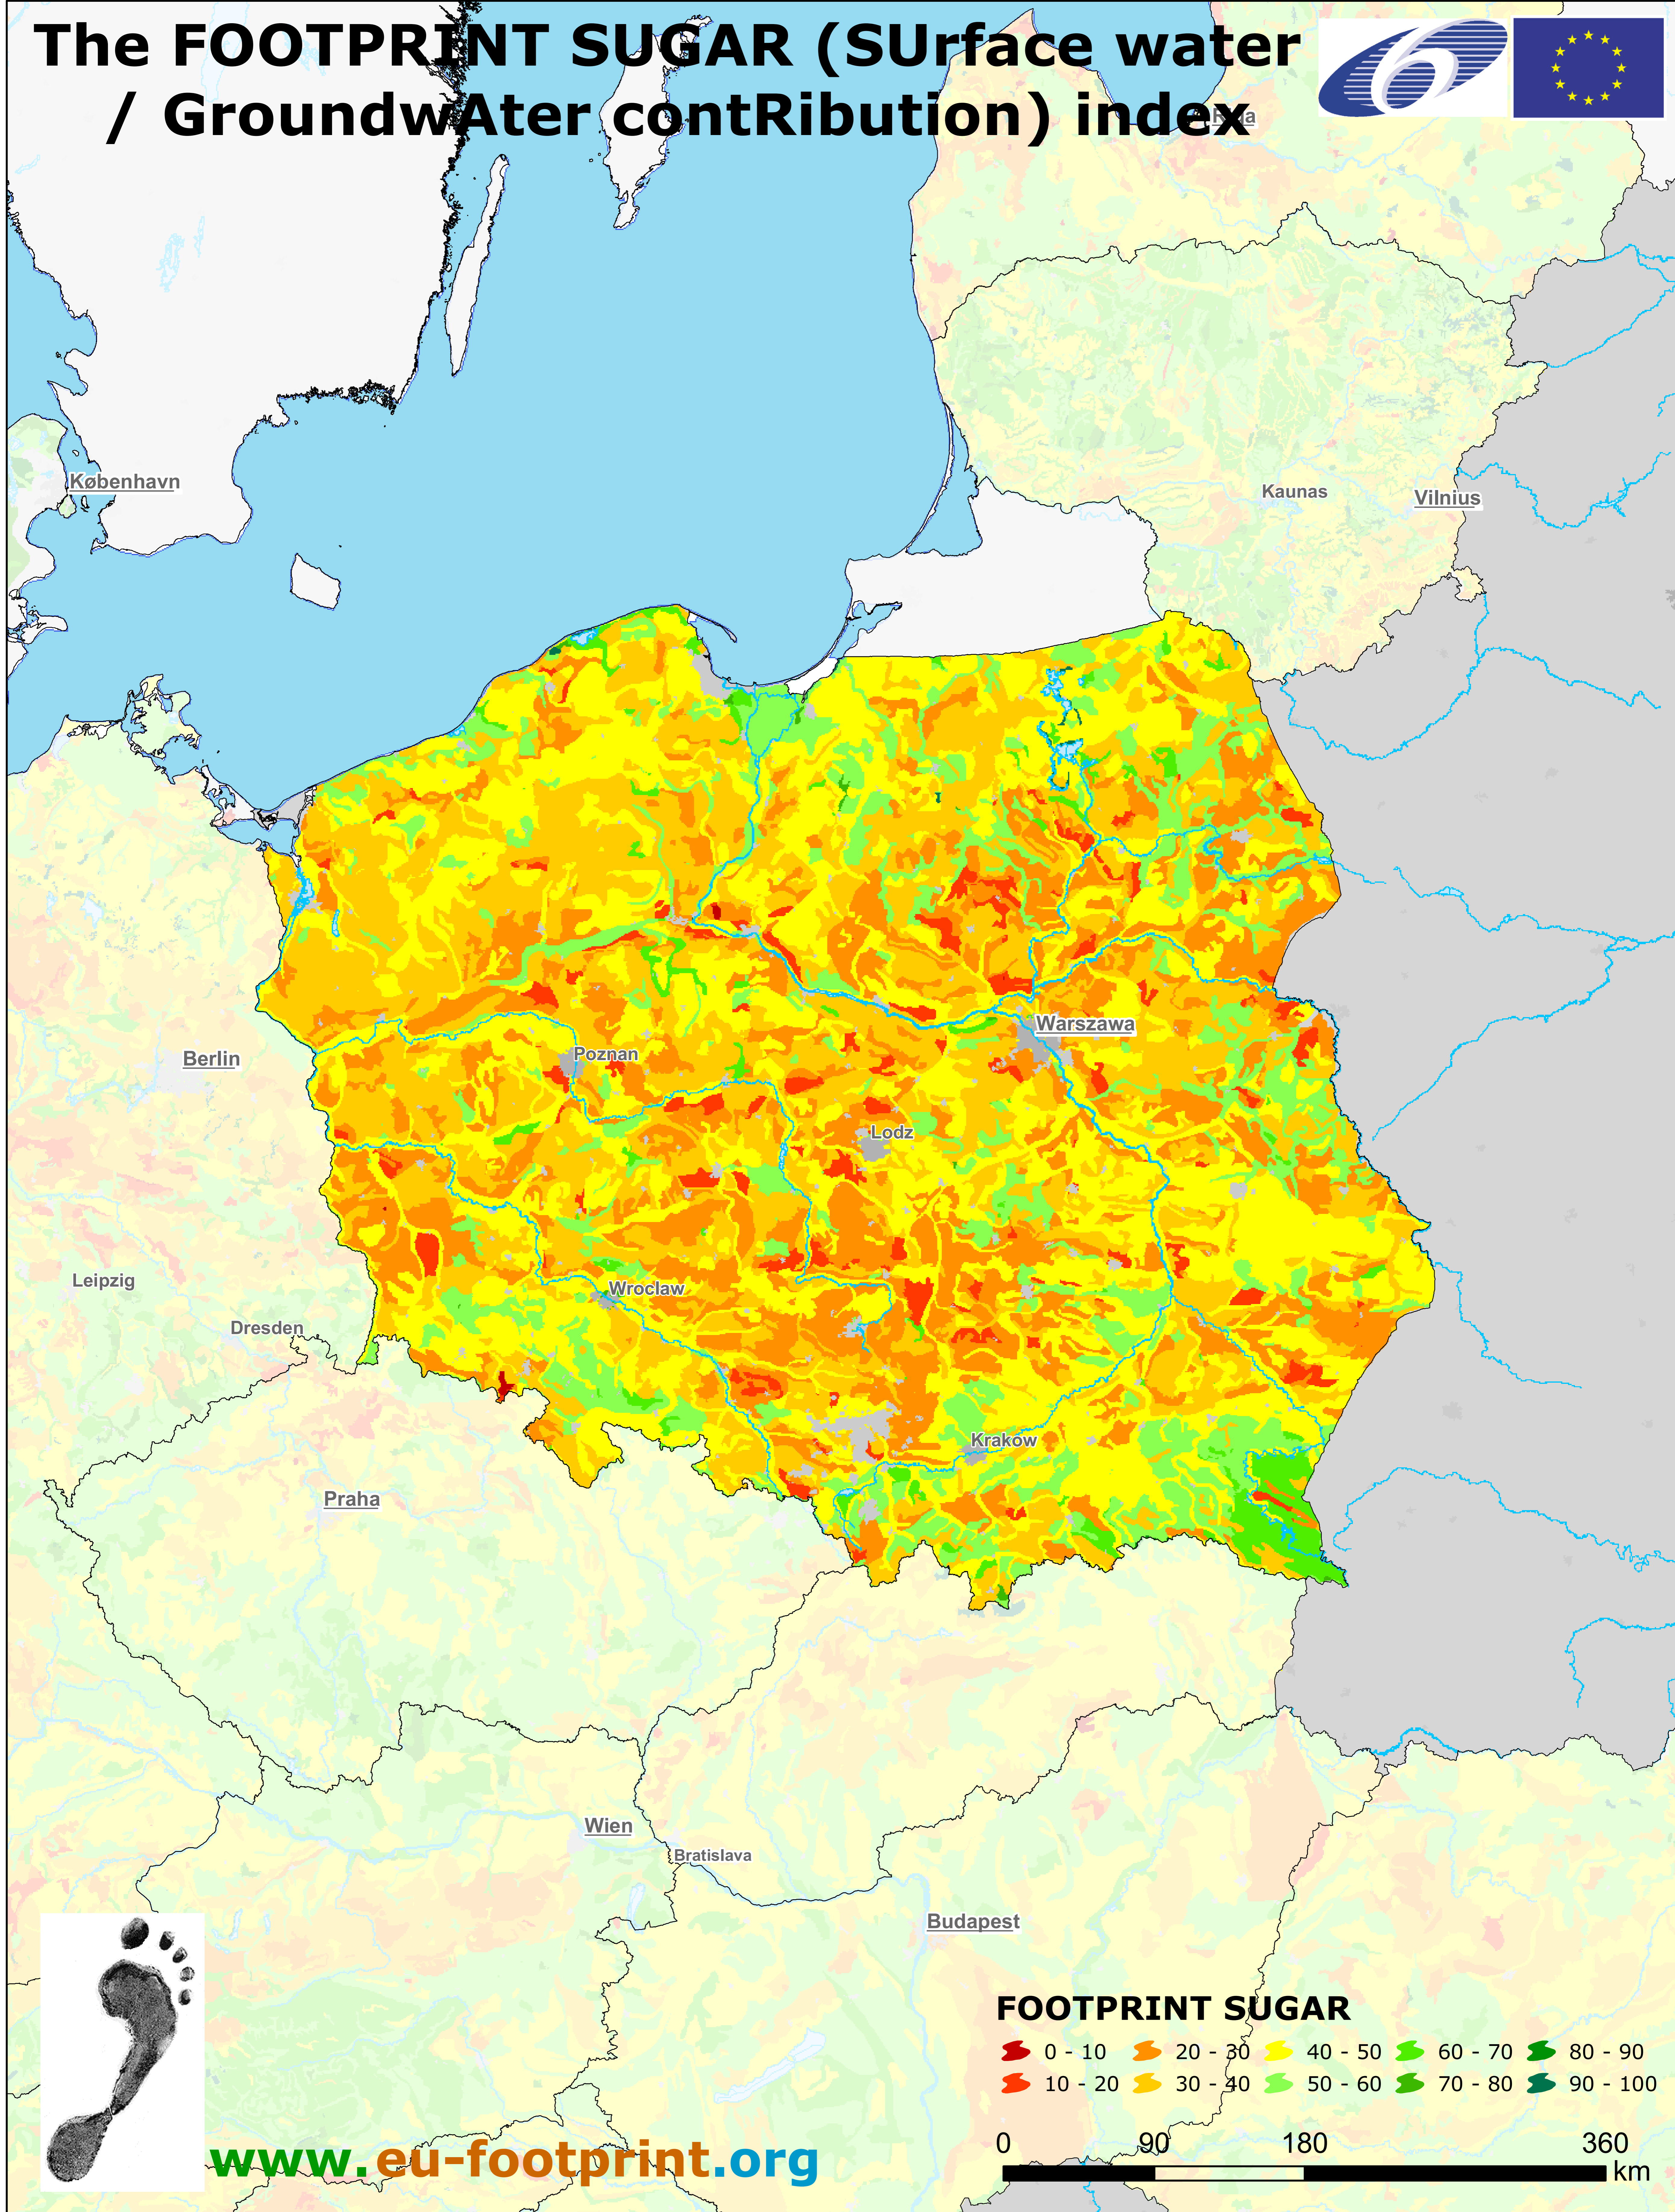 The FOOTPRINT SUGAR (SUrface water
/ GroundwAter contRibution) index
6
Riga
København
Kaunas
Vilnius
Warszawa
Berlin
Poznan
Lodz
Leipzig
Wroclaw
Dresden
Kraków
Praha
Wien
Bratislava
Budapest
FOOTPRINT SUGAR
0 - 10
20 - 30
40 - 50
60 - 70
80 - 90
10 - 20
30 - 40
50 - 60
70 - 80
90 - 100
0 90 180 360
km
www.eu-footprint.org